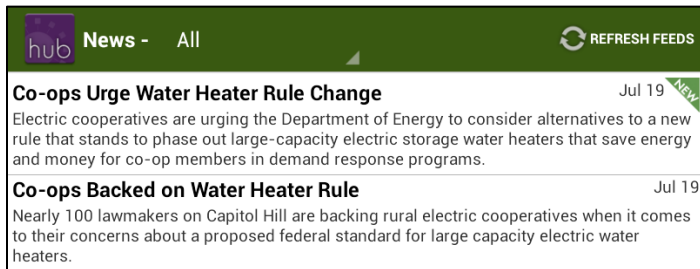 hub News - All REFRESH FEEDS
Co-ops Urge Water Heater Rule Change Jul 19 NEW
Electric cooperatives are urging the Department of Energy to consider alternatives to a new
rule that stands to phase out large-capacity electric storage water heaters that save energy
and money for co-op members in demand response programs.
Co-ops Backed on Water Heater Rule Jul 19
Nearly 100 lawmakers on Capitol Hill are backing rural electric cooperatives when it comes
to their concerns about a proposed federal standard for large capacity electric water
heaters.